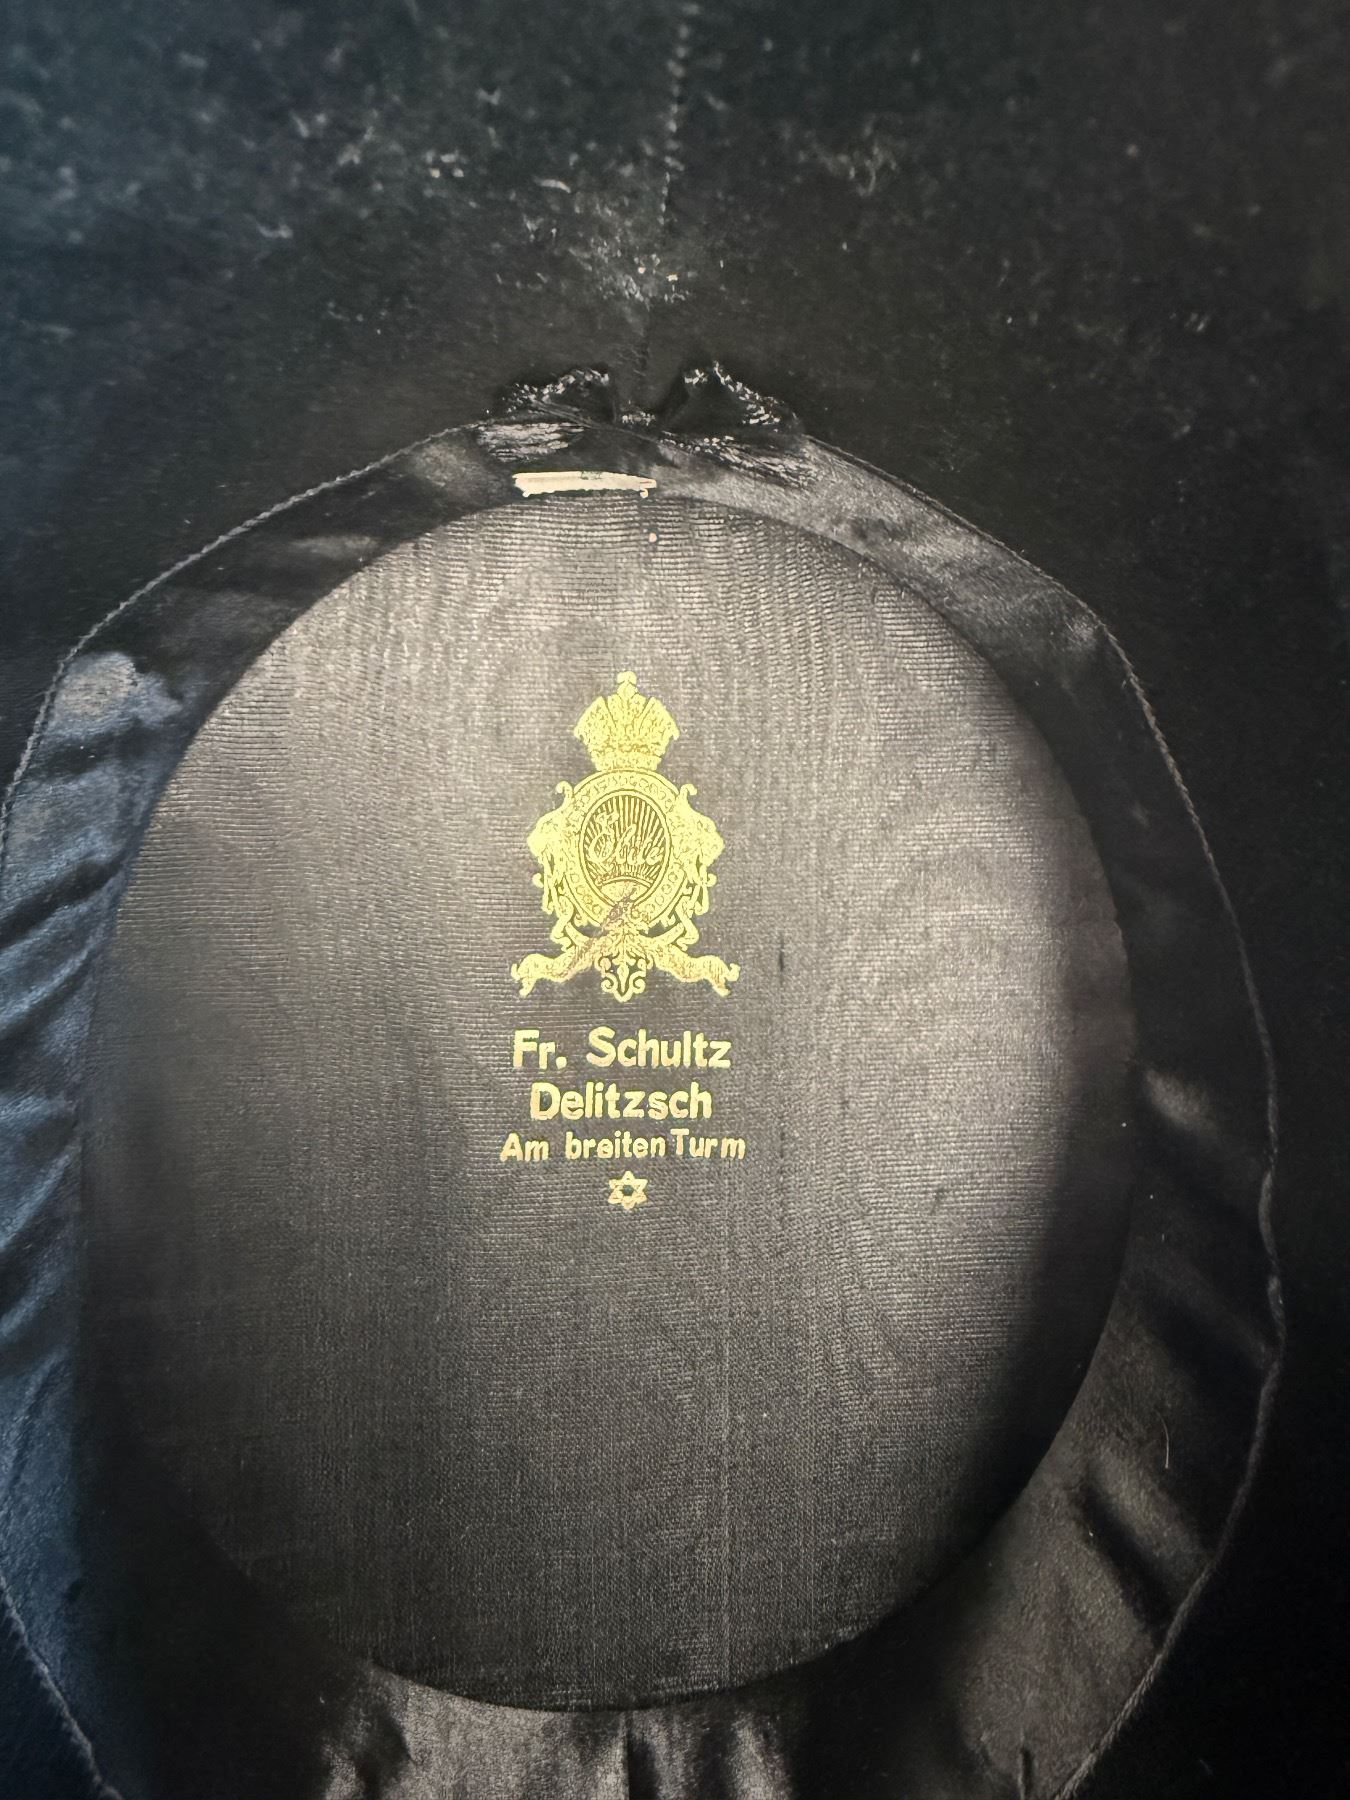 Fr. Schultz
Delitzsch
Am breiten Turm